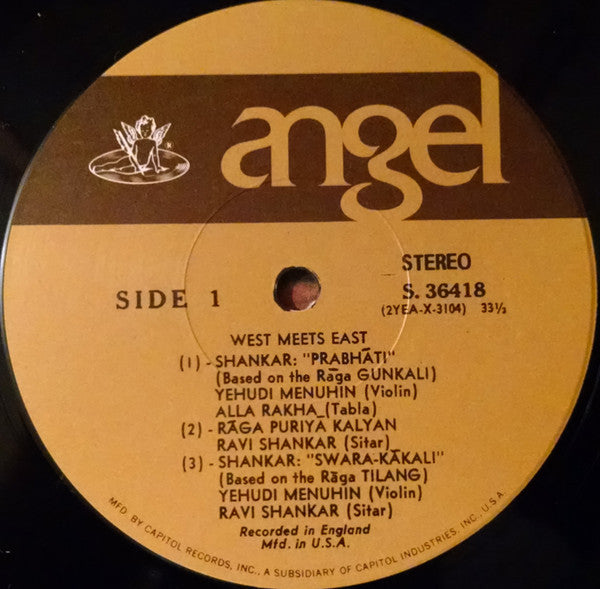 angel
®
STEREO
SIDE 1
S. 36418
(2YEA-X-3104) 33⅓
WEST MEETS EAST
(1) - SHANKAR: "PRABHĀTI"
(Based on the Rāga GUNKALI)
YEHUDI MENUHIN (Violin)
ALLA RAKHA (Tabla)
(2) - RĀGA PURIYA KALYAN
RAVI SHANKAR (Sitar)
(3) - SHANKAR: "SWARA-KĀKALI"
(Based on the Rāga TILANG)
YEHUDI MENUHIN (Violin)
RAVI SHANKAR (Sitar)
Recorded in England
Mfd. in U.S.A.
MFD. BY CAPITOL RECORDS, INC., A SUBSIDIARY OF CAPITOL INDUSTRIES, INC., U.S.A.